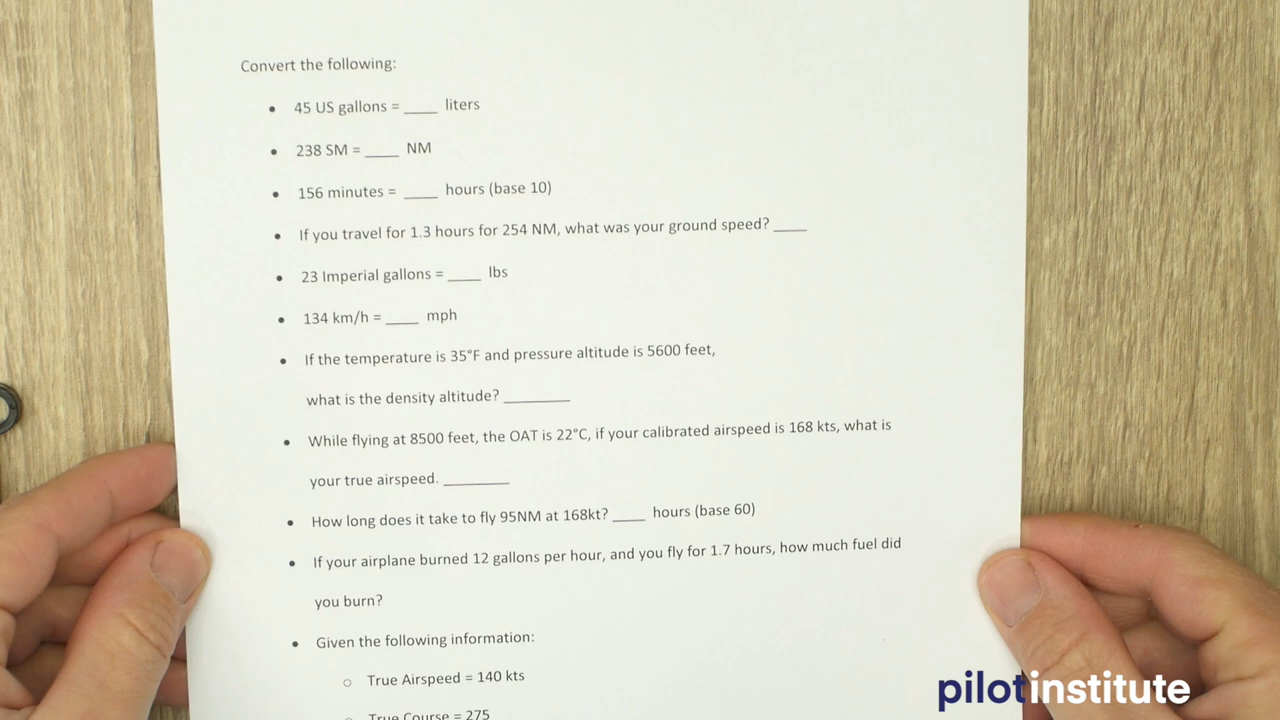 Convert the following:
• 45 US gallons = ____ liters
• 238 SM = ____ NM
• 156 minutes = ____ hours (base 10)
• If you travel for 1.3 hours for 254 NM, what was your ground speed? ____
• 23 Imperial gallons = ____ lbs
• 134 km/h = ____ mph
• If the temperature is 35°F and pressure altitude is 5600 feet,
what is the density altitude? ________
• While flying at 8500 feet, the OAT is 22°C, if your calibrated airspeed is 168 kts, what is
your true airspeed. ________
• How long does it take to fly 95NM at 168kt? ____ hours (base 60)
• If your airplane burned 12 gallons per hour, and you fly for 1.7 hours, how much fuel did
you burn?
• Given the following information:
o True Airspeed = 140 kts
o True Course = 275
pilotinstitute